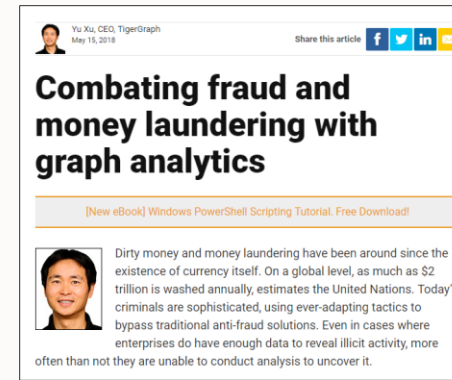 Yu Xu, CEO, TigerGraph
May 15, 2018
Share this article
f
in
Combating fraud and
money laundering with
graph analytics
[New eBook] Windows PowerShell Scripting Tutorial. Free Download!
Dirty money and money laundering have been around since the
existence of currency itself. On a global level, as much as $2
trillion is washed annually, estimates the United Nations. Today'
criminals are sophisticated, using ever-adapting tactics to
bypass traditional anti-fraud solutions. Even in cases where
enterprises do have enough data to reveal illicit activity, more
often than not they are unable to conduct analysis to uncover it.